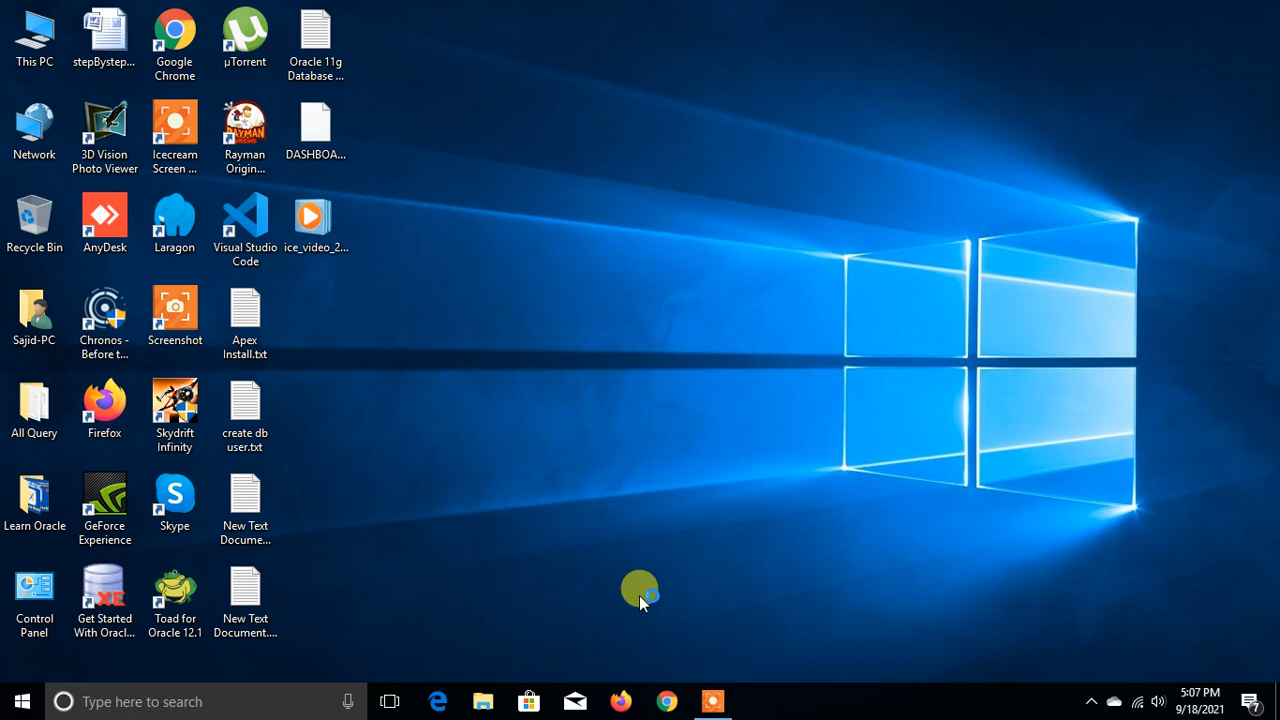 This PC
stepBystep...
Google
Chrome
µTorrent
Oracle 11g
Database ...
Network
3D Vision
Photo Viewer
Icecream
Screen ...
RAYMAN
ORIGINS
Rayman
Origin...
DASHBOA...
Recycle Bin
AnyDesk
Laragon
Visual Studio
Code
ice_video_2...
Sajid-PC
Chronos -
Before t...
Screenshot
Apex
Install.txt
All Query
Firefox
Skydrift
Infinity
create db
user.txt
Learn Oracle
GeForce
Experience
Skype
New Text
Docume...
Control
Panel
XE
Get Started
With Oracl...
Toad for
Oracle 12.1
New Text
Document....
Type here to search
5:07 PM
9/18/2021
7